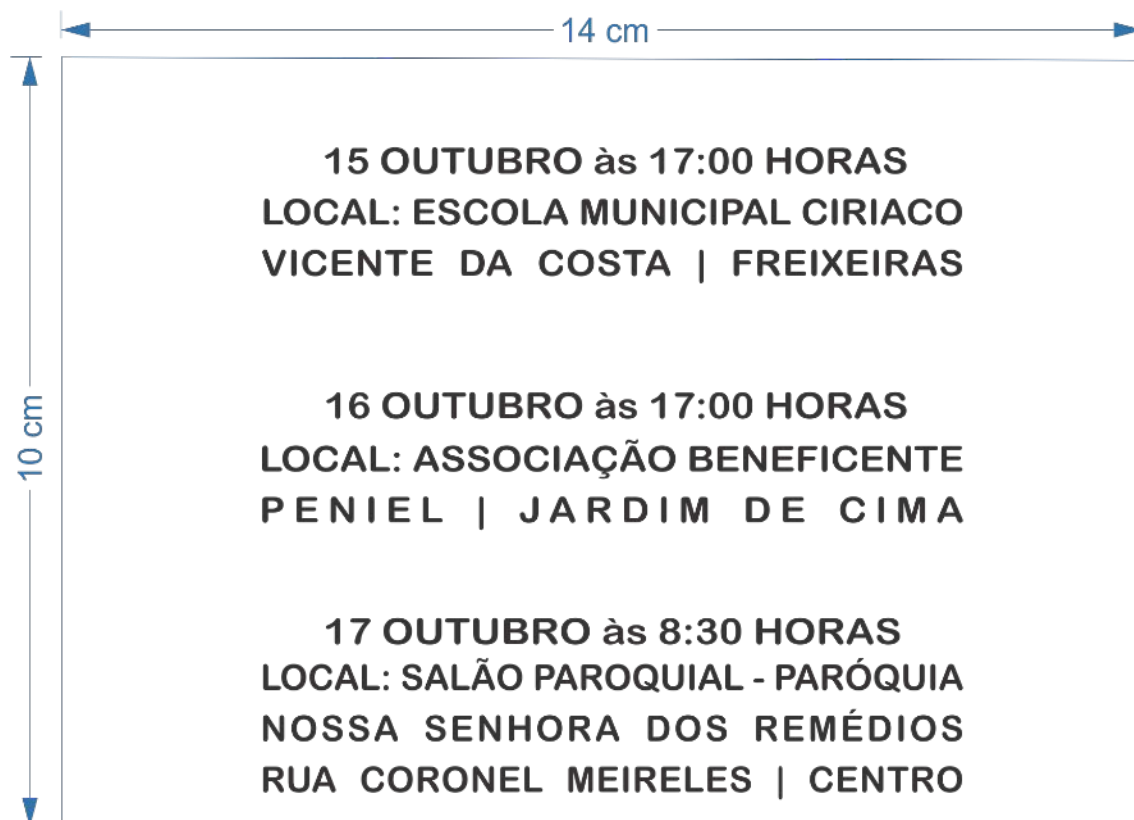 14 cm
10 cm
15 OUTUBRO às 17:00 HORAS
LOCAL: ESCOLA MUNICIPAL CIRIACO
VICENTE DA COSTA | FREIXEIRAS
16 OUTUBRO às 17:00 HORAS
LOCAL: ASSOCIAÇÃO BENEFICENTE
PENIEL | JARDIM DE CIMA
17 OUTUBRO às 8:30 HORAS
LOCAL: SALÃO PAROQUIAL - PARÓQUIA
NOSSA SENHORA DOS REMÉDIOS
RUA CORONEL MEIRELES | CENTRO